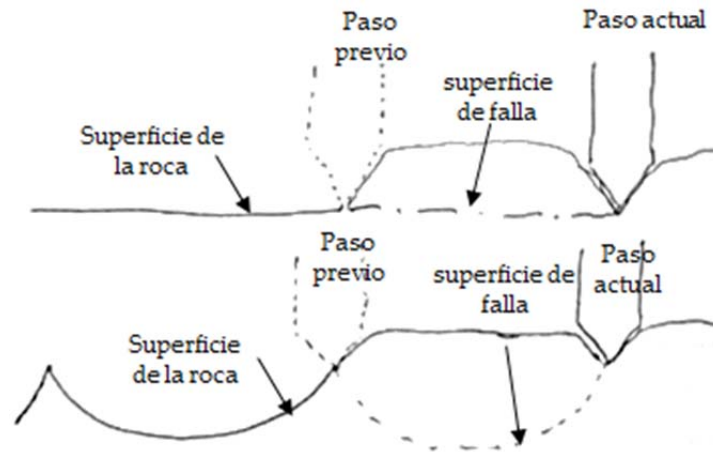 Paso
previo
Paso actual
superficie
de falla
Superficie de
la roca
Paso
previo
superficie de
falla
Paso
actual
Superficie
de la roca